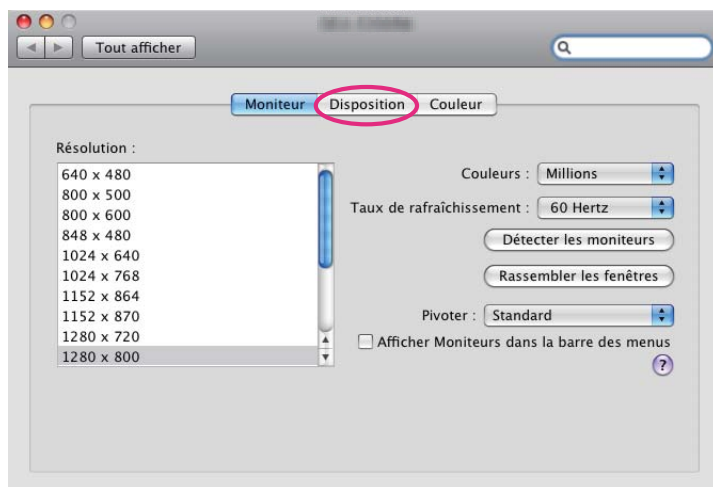 Tout afficher
Moniteur Disposition Couleur
Résolution :
640 x 480
800 x 500
800 x 600
848 x 480
1024 x 640
1024 x 768
1152 x 864
1152 x 870
1280 x 720
1280 x 800
Couleurs : Millions
Taux de rafraîchissement : 60 Hertz
Détecter les moniteurs
Rassembler les fenêtres
Pivoter : Standard
Afficher Moniteurs dans la barre des menus
?